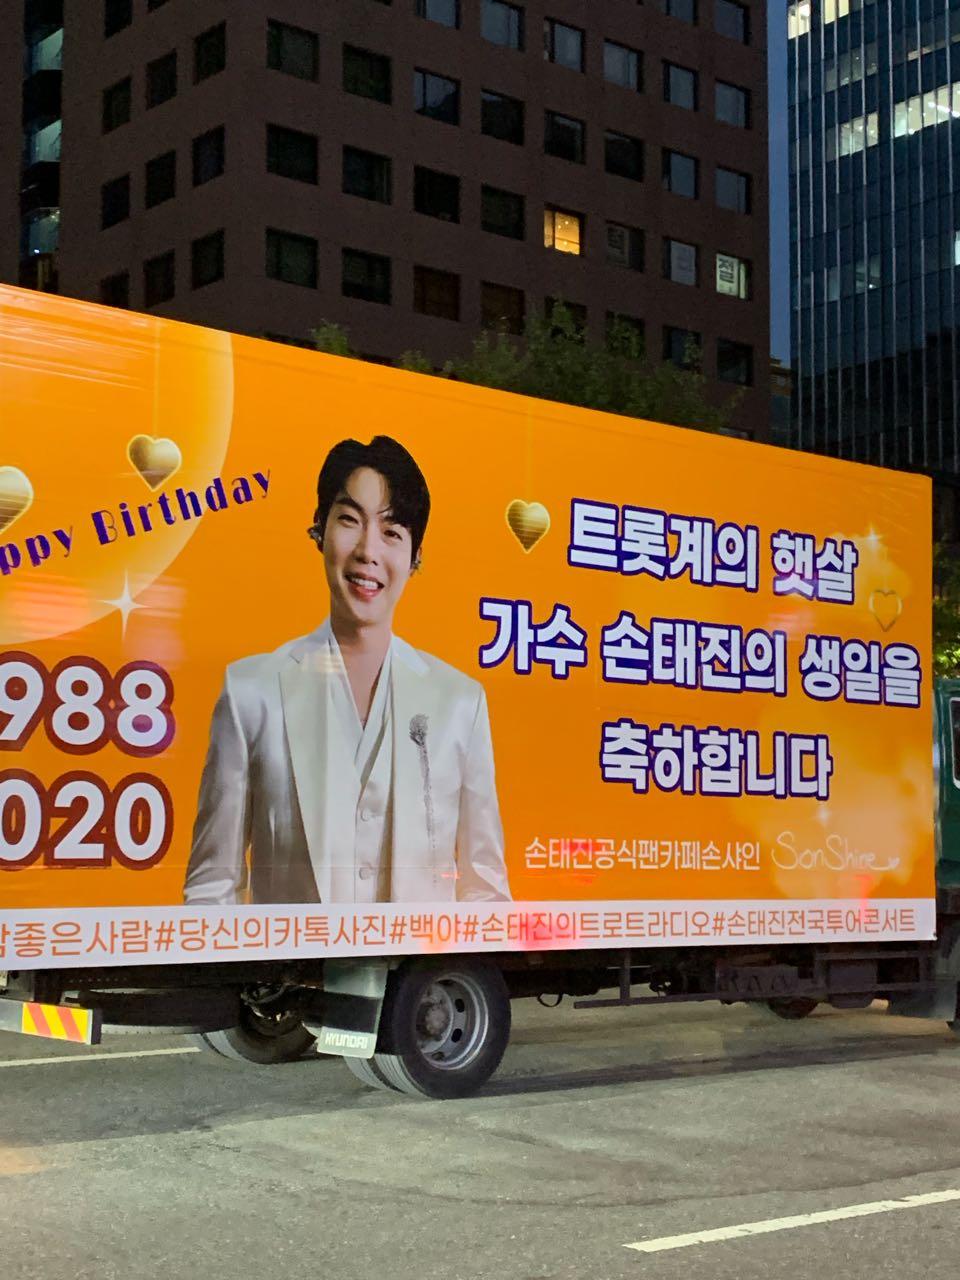 ppy Birthday
988
020
트롯계의 햇살
가수 손태진의 생일을
축하합니다
손태진공식팬카페손샤인 SonShine
좋은사람#당신의카톡사진#백야#손태진의트로트라디오#손태진전국투어콘서트
HYUNDAI